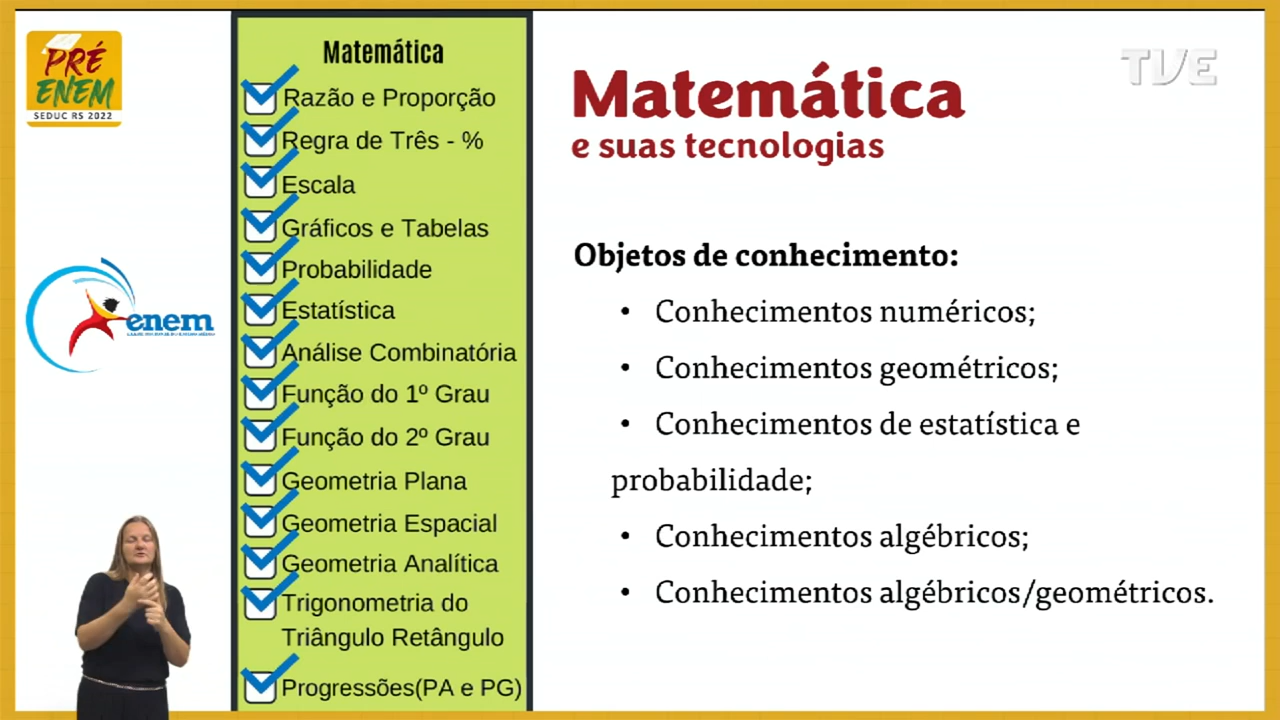 PRÉ
ENEM
SEDUC RS 2022
enem
Matemática
Razão e Proporção
Regra de Três - %
Escala
Gráficos e Tabelas
Probabilidade
Estatística
Análise Combinatória
Função do 1º Grau
Função do 2º Grau
Geometria Plana
Geometria Espacial
Geometria Analítica
Trigonometria do
Triângulo Retângulo
Progressões(PA e PG)
TVE
Matemática
e suas tecnologias
Objetos de conhecimento:
• Conhecimentos numéricos;
• Conhecimentos geométricos;
• Conhecimentos de estatística e
probabilidade;
• Conhecimentos algébricos;
• Conhecimentos algébricos/geométricos.